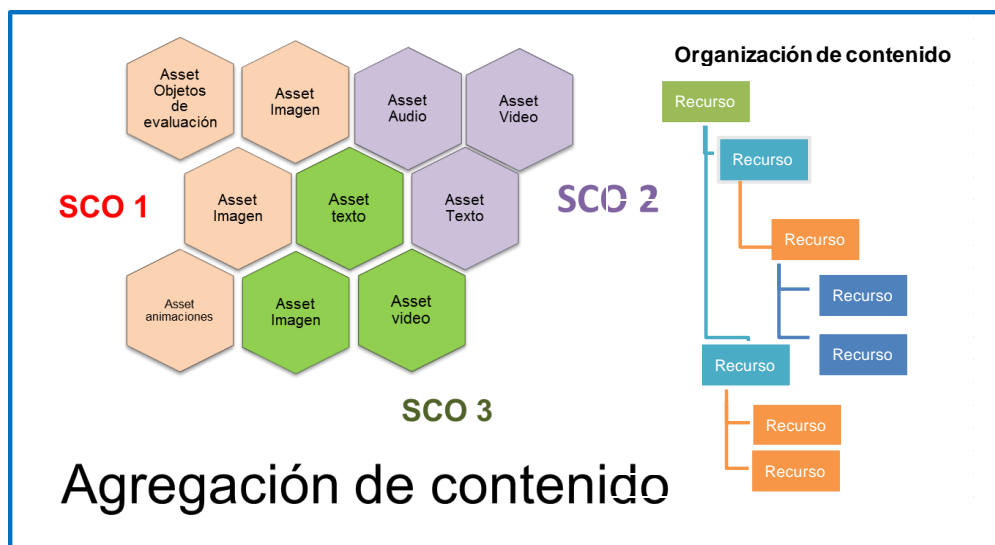 Asset
Objetos
de
evaluación
Asset
Imagen
Asset
Audio
Asset
Video
SCO 1
Asset
Imagen
Asset
texto
Asset
Texto
SCO 2
Asset
animaciones
Asset
Imagen
Asset
video
SCO 3
Organización de contenido
Recurso
Recurso
Recurso
Recurso
Recurso
Recurso
Recurso
Recurso
Agregación de contenido